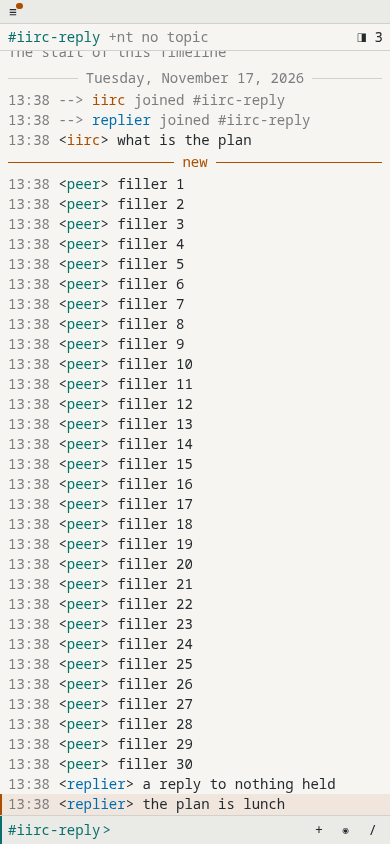 #iirc-reply +nt no topic 3
The start of this Timeline
Tuesday, November 17, 2026
13:38 --> iirc joined #iirc-reply
13:38 --> replier joined #iirc-reply
13:38 <iirc> what is the plan
new
13:38 <peer> filler 1
13:38 <peer> filler 2
13:38 <peer> filler 3
13:38 <peer> filler 4
13:38 <peer> filler 5
13:38 <peer> filler 6
13:38 <peer> filler 7
13:38 <peer> filler 8
13:38 <peer> filler 9
13:38 <peer> filler 10
13:38 <peer> filler 11
13:38 <peer> filler 12
13:38 <peer> filler 13
13:38 <peer> filler 14
13:38 <peer> filler 15
13:38 <peer> filler 16
13:38 <peer> filler 17
13:38 <peer> filler 18
13:38 <peer> filler 19
13:38 <peer> filler 20
13:38 <peer> filler 21
13:38 <peer> filler 22
13:38 <peer> filler 23
13:38 <peer> filler 24
13:38 <peer> filler 25
13:38 <peer> filler 26
13:38 <peer> filler 27
13:38 <peer> filler 28
13:38 <peer> filler 29
13:38 <peer> filler 30
13:38 <replier> a reply to nothing held
13:38 <replier> the plan is lunch
#iirc-reply> + ◉ /